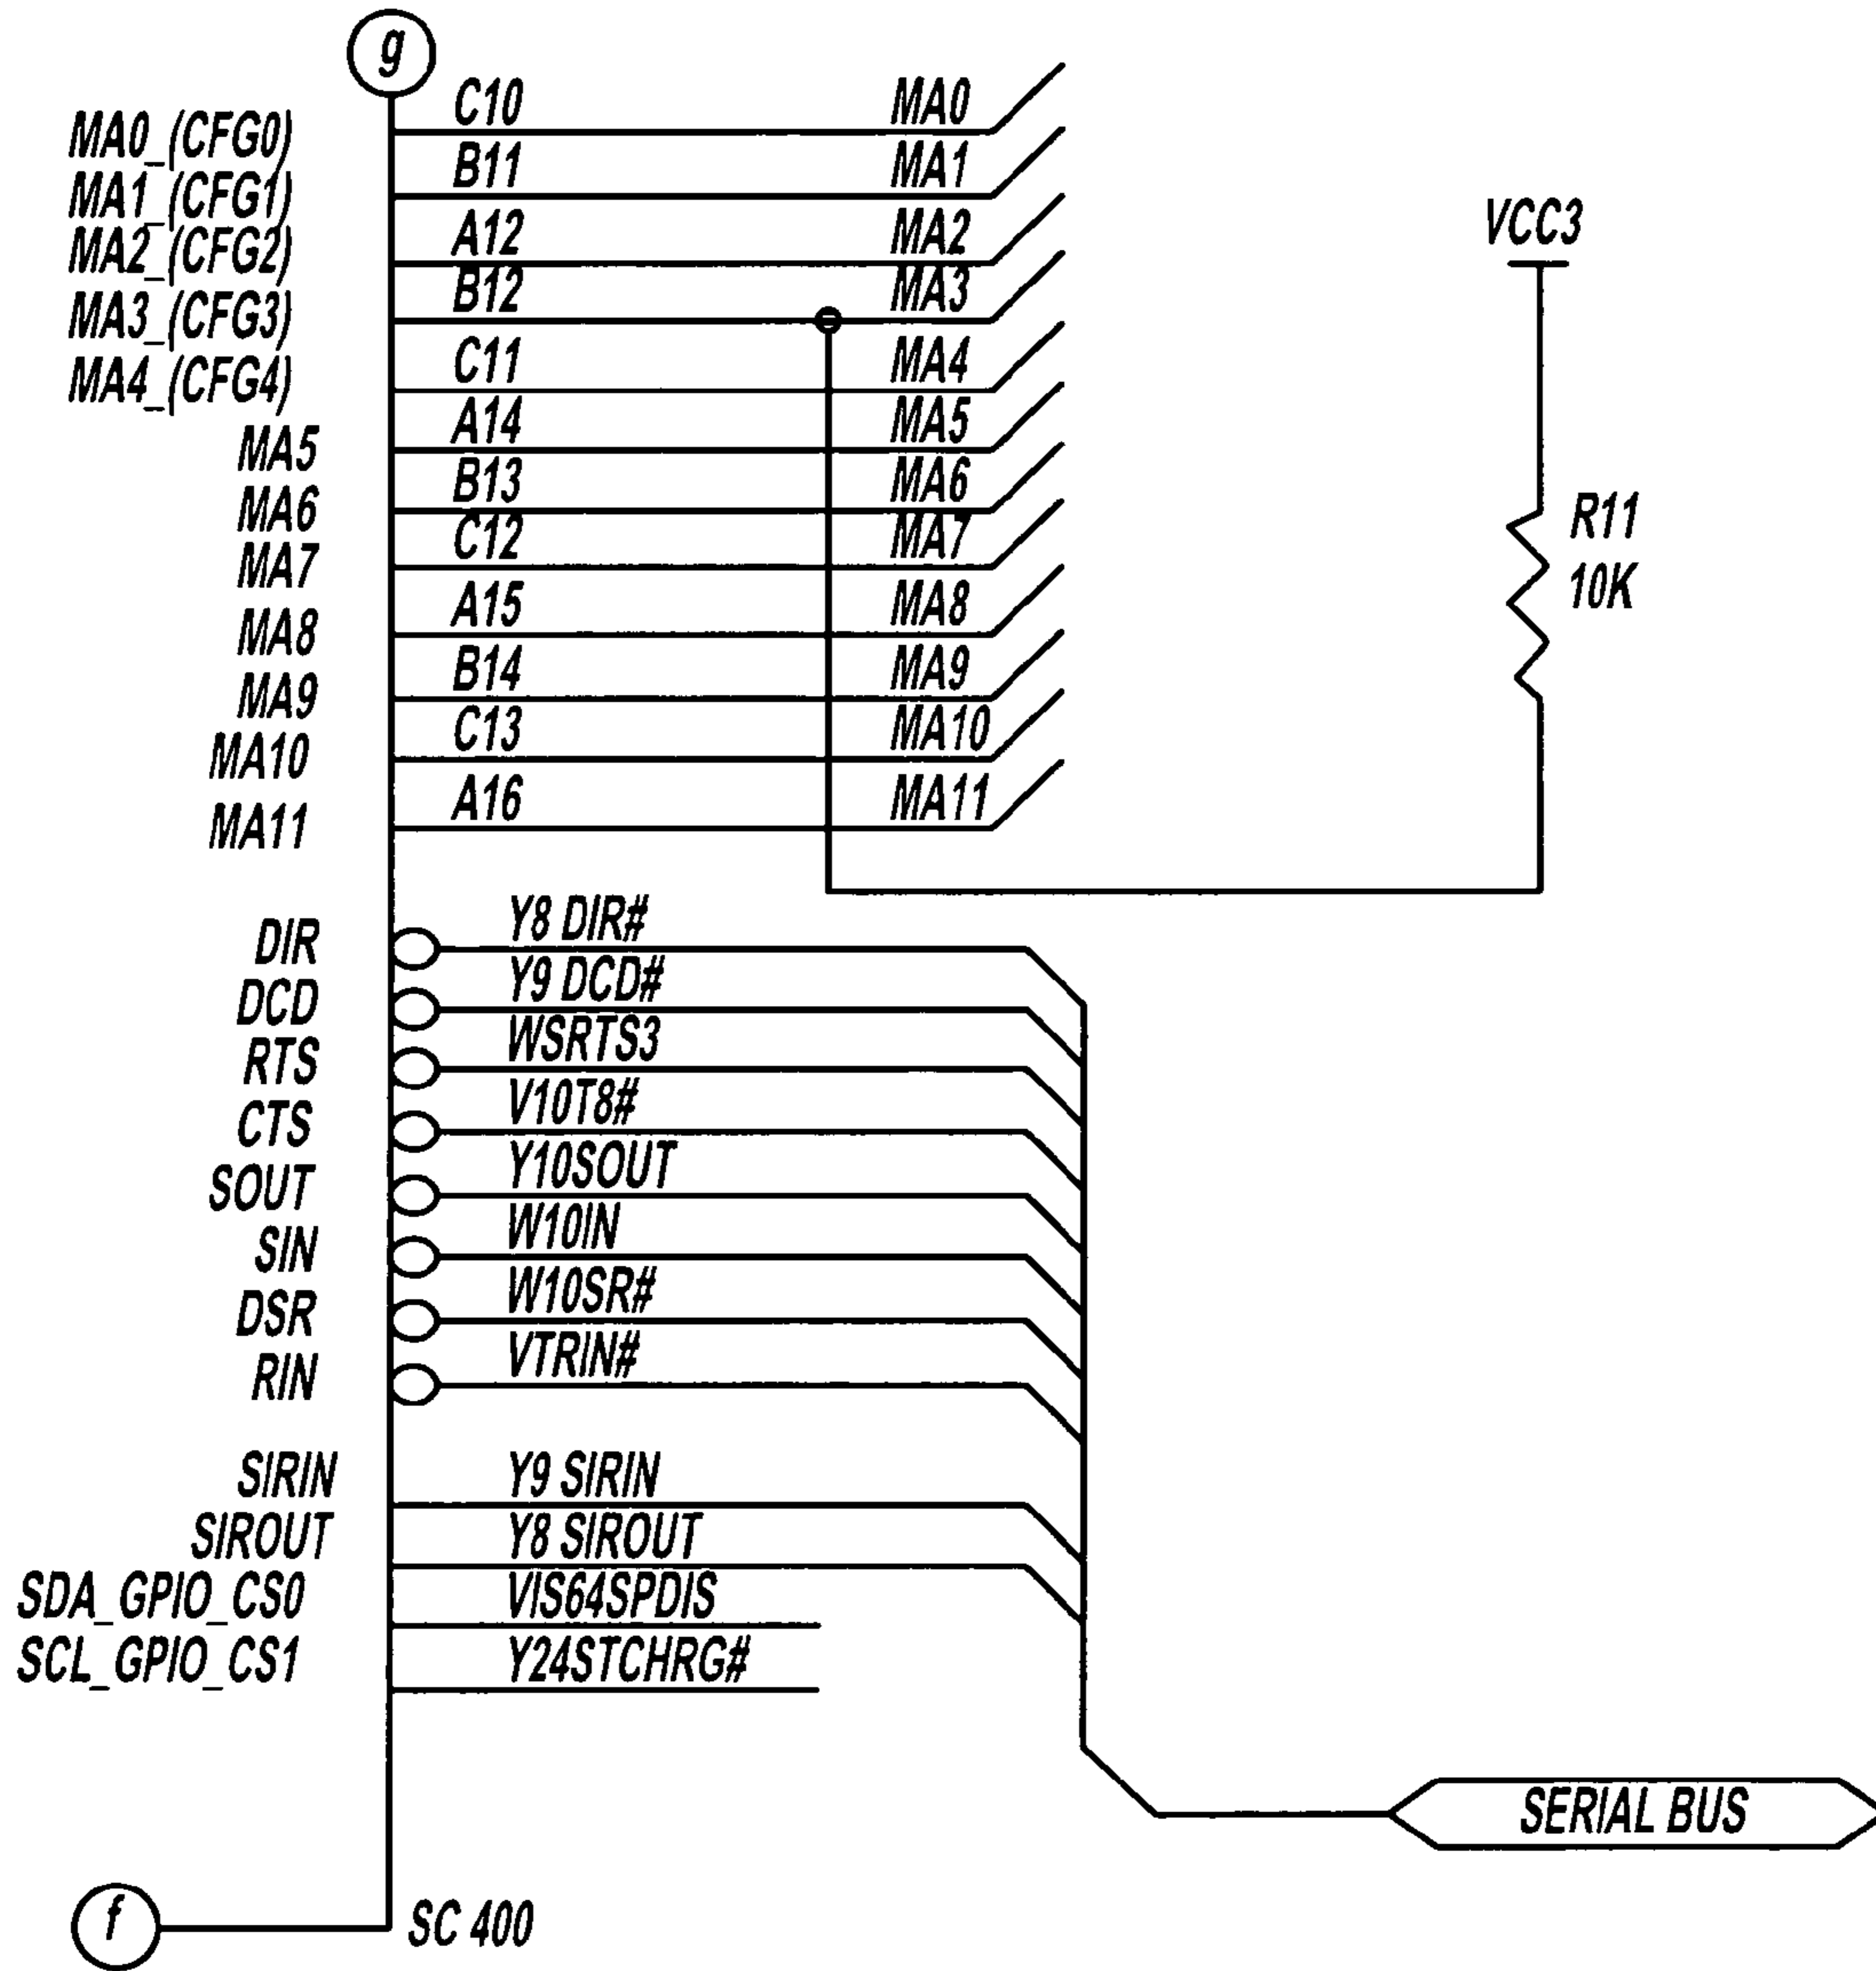 g
MA0_(CFG0) C10 MA0
MA1_(CFG1) B11 MA1
MA2_(CFG2) A12 MA2
MA3_(CFG3) B12 MA3
MA4_(CFG4) C11 MA4
MA5 A14 MA5
MA6 B13 MA6
MA7 C12 MA7
MA8 A15 MA8
MA9 B14 MA9
MA10 C13 MA10
MA11 A16 MA11
VCC3
R11
10K
DIR Y8 DIR#
DCD Y9 DCD#
RTS WSRTS3
CTS V10T8#
SOUT Y10SOUT
SIN W10IN
DSR W10SR#
RIN VTRIN#
SIRIN Y9 SIRIN
SIROUT Y8 SIROUT
SDA_GPIO_CS0 VIS64SPDIS
SCL_GPIO_CS1 Y24STCHRG#
SERIAL BUS
f
SC 400